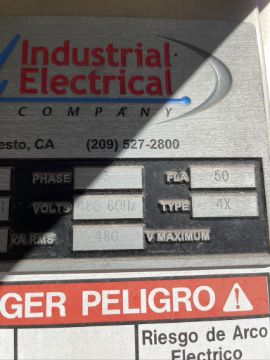 Industrial
Electrical
COMPANY
esto, CA (209) 527-2800
PHASE FLA 50
VOLTS 480 60Hz TYPE 4X
kA RMS 480 V MAXIMUM
GER PELIGRO
Riesgo de Arco
Electrico